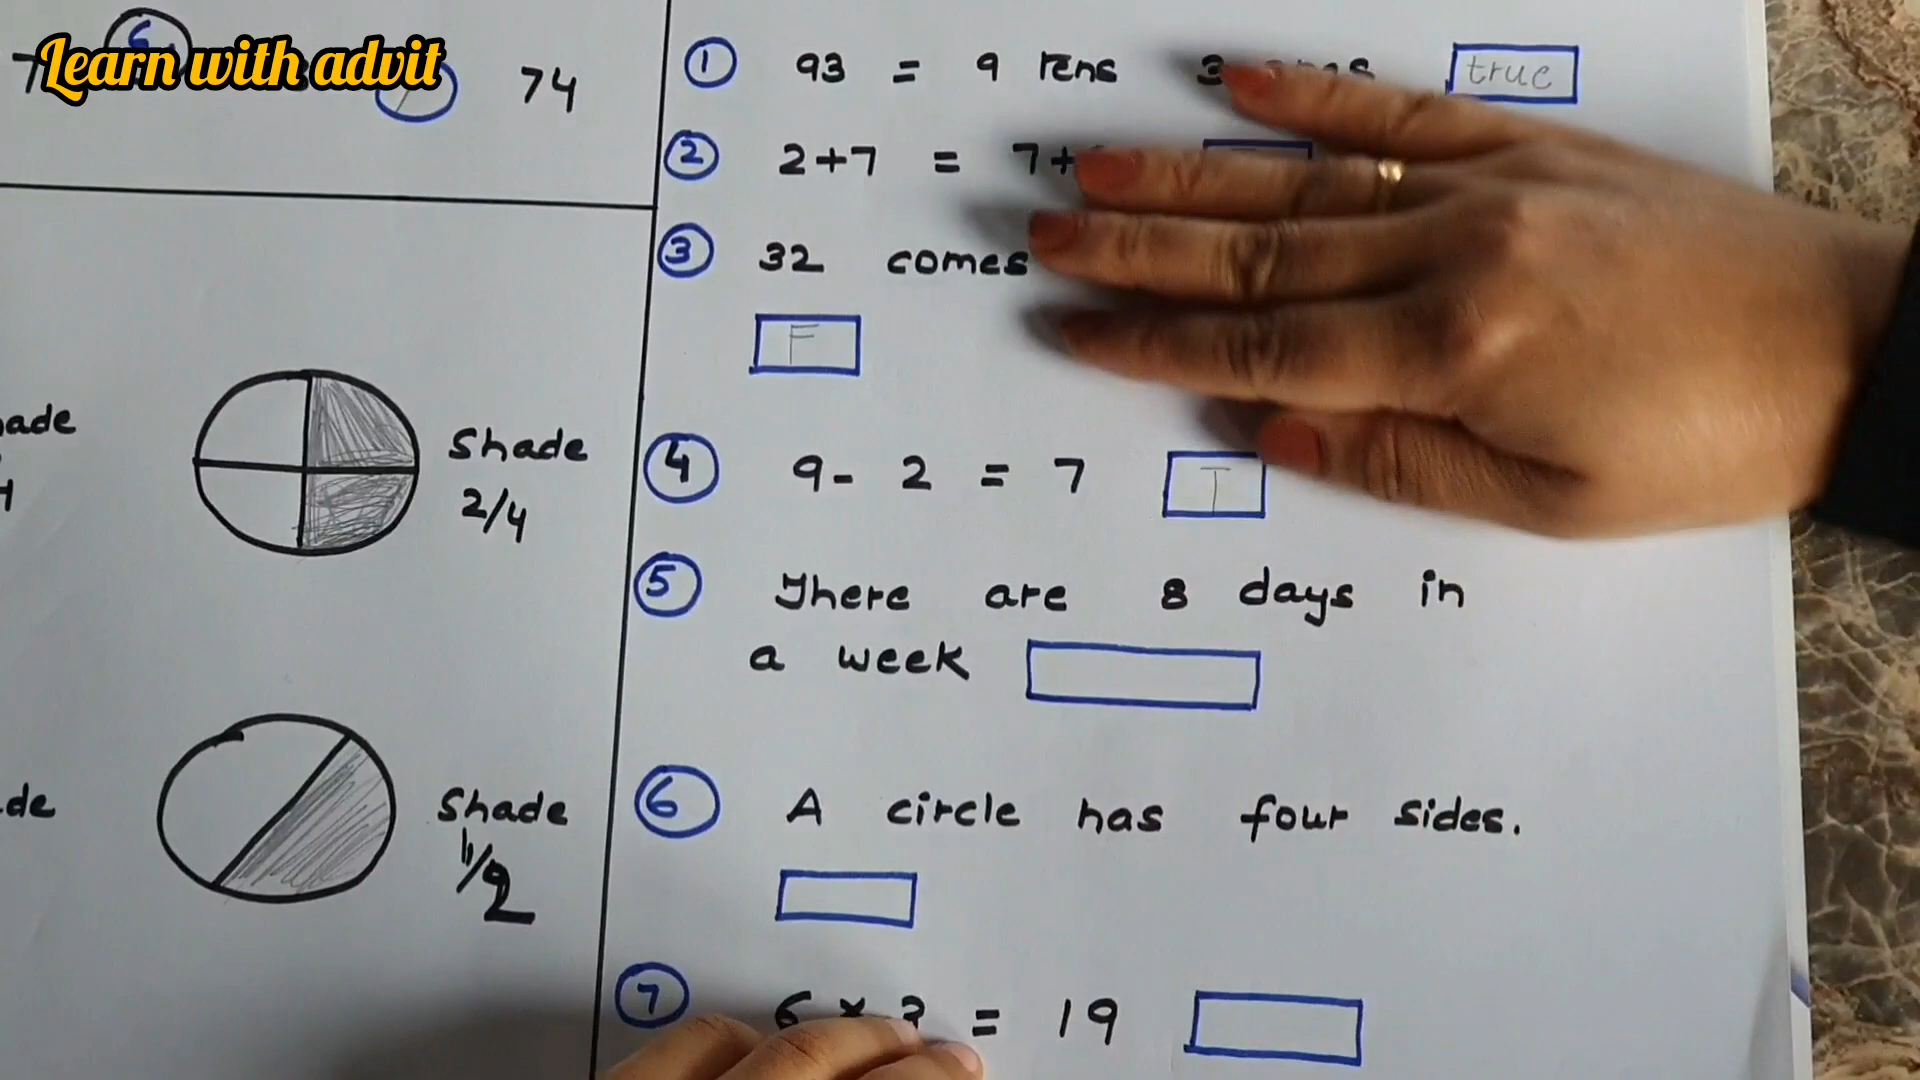 Learn with advit
74
Shade
2/4
Shade
1/2
1 93 = 9 tens 3 true
2 2+7 = 7+
3 32 comes
F
4 9- 2 = 7 T
5 There are 8 days in
a week
6 A circle has four sides.
7 = 19